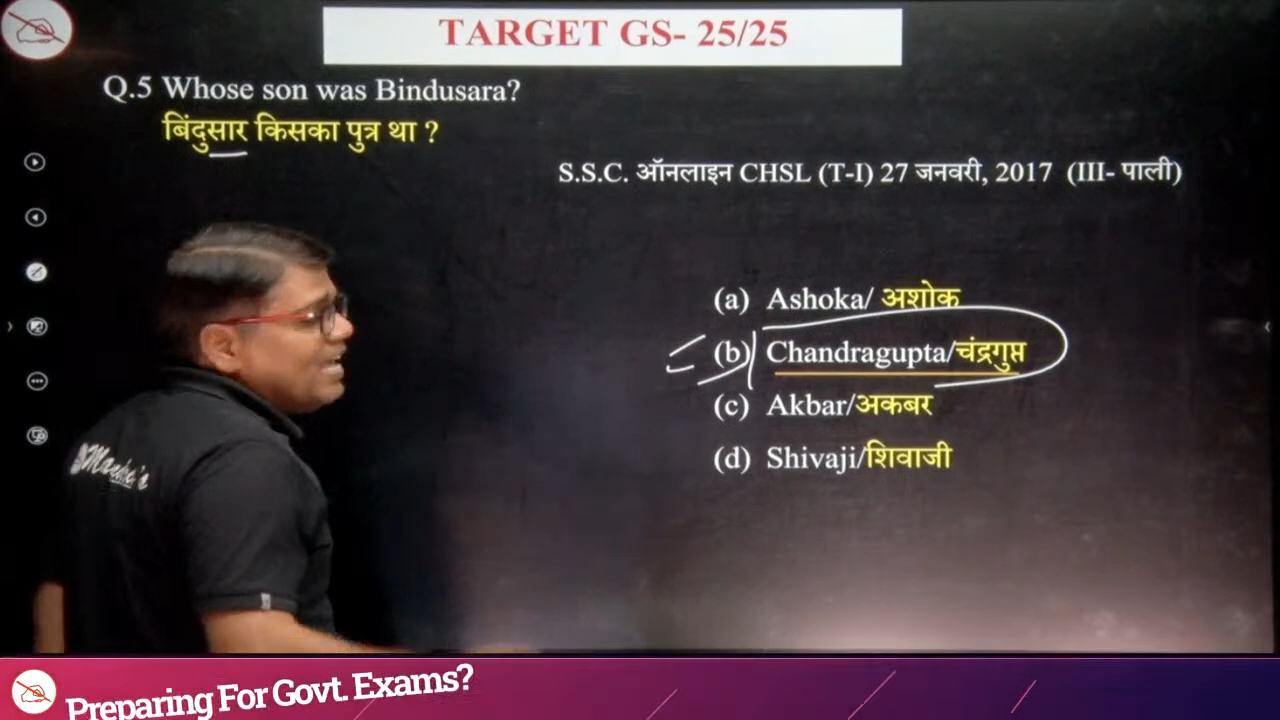 TARGET GS- 25/25
Q.5 Whose son was Bindusara?
बिंदुसार किसका पुत्र था ?
S.S.C. ऑनलाइन CHSL (T-I) 27 जनवरी, 2017 (III- पाली)
(a) Ashoka/ अशोक
(b) Chandragupta/चंद्रगुप्त
(c) Akbar/अकबर
(d) Shivaji/शिवाजी
Preparing For Govt. Exams?